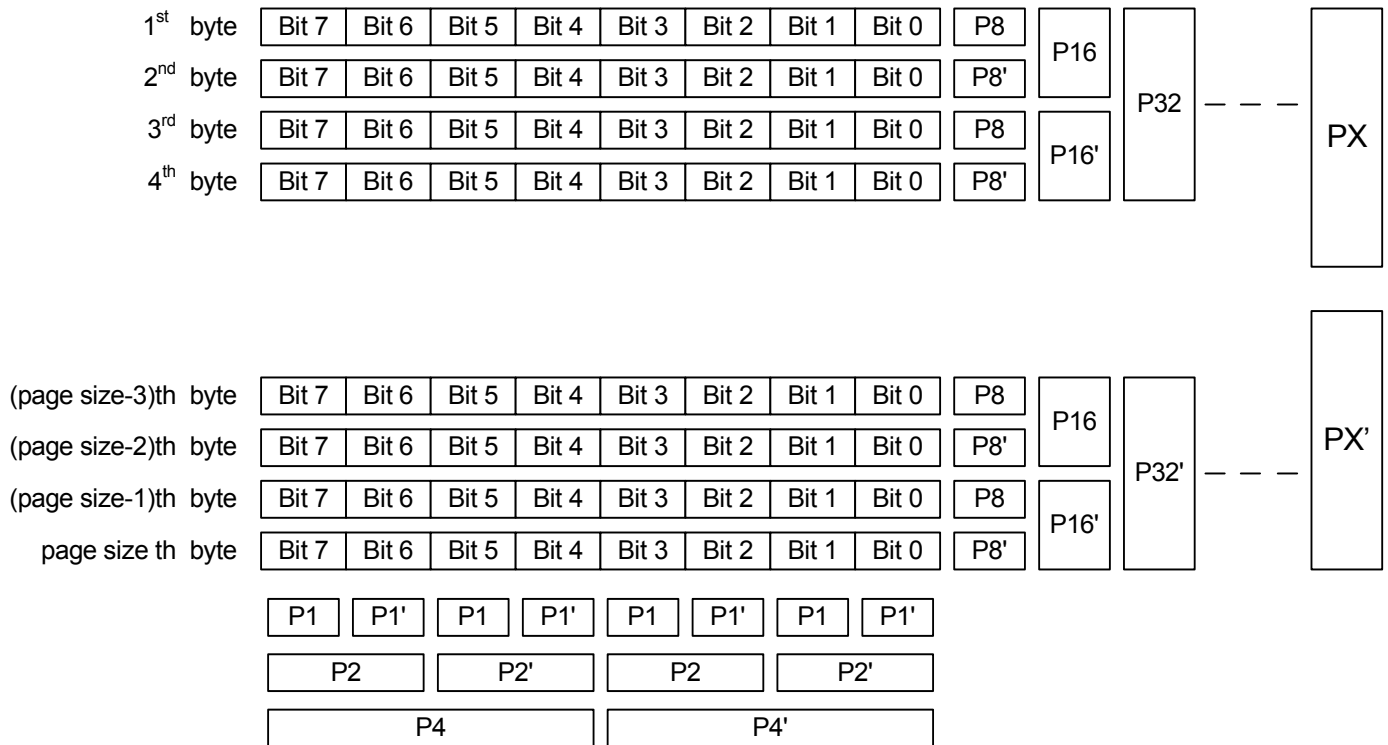 1st byte Bit 7 Bit 6 Bit 5 Bit 4 Bit 3 Bit 2 Bit 1 Bit 0 P8
P16
2nd byte Bit 7 Bit 6 Bit 5 Bit 4 Bit 3 Bit 2 Bit 1 Bit 0 P8'
P32
PX
3rd byte Bit 7 Bit 6 Bit 5 Bit 4 Bit 3 Bit 2 Bit 1 Bit 0 P8
P16'
4th byte Bit 7 Bit 6 Bit 5 Bit 4 Bit 3 Bit 2 Bit 1 Bit 0 P8'
(page size-3)th byte Bit 7 Bit 6 Bit 5 Bit 4 Bit 3 Bit 2 Bit 1 Bit 0 P8
P16
(page size-2)th byte Bit 7 Bit 6 Bit 5 Bit 4 Bit 3 Bit 2 Bit 1 Bit 0 P8'
PX’
P32'
(page size-1)th byte Bit 7 Bit 6 Bit 5 Bit 4 Bit 3 Bit 2 Bit 1 Bit 0 P8
P16'
page size th byte Bit 7 Bit 6 Bit 5 Bit 4 Bit 3 Bit 2 Bit 1 Bit 0 P8'
P1 P1' P1 P1' P1 P1' P1 P1'
P2 P2' P2 P2'
P4 P4'